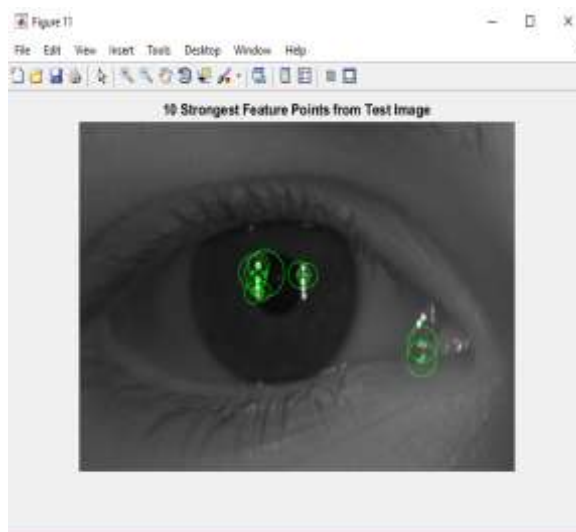 Figure 11
File Edit View Insert Tools Desktop Window Help
10 Strongest Feature Points from Test Image